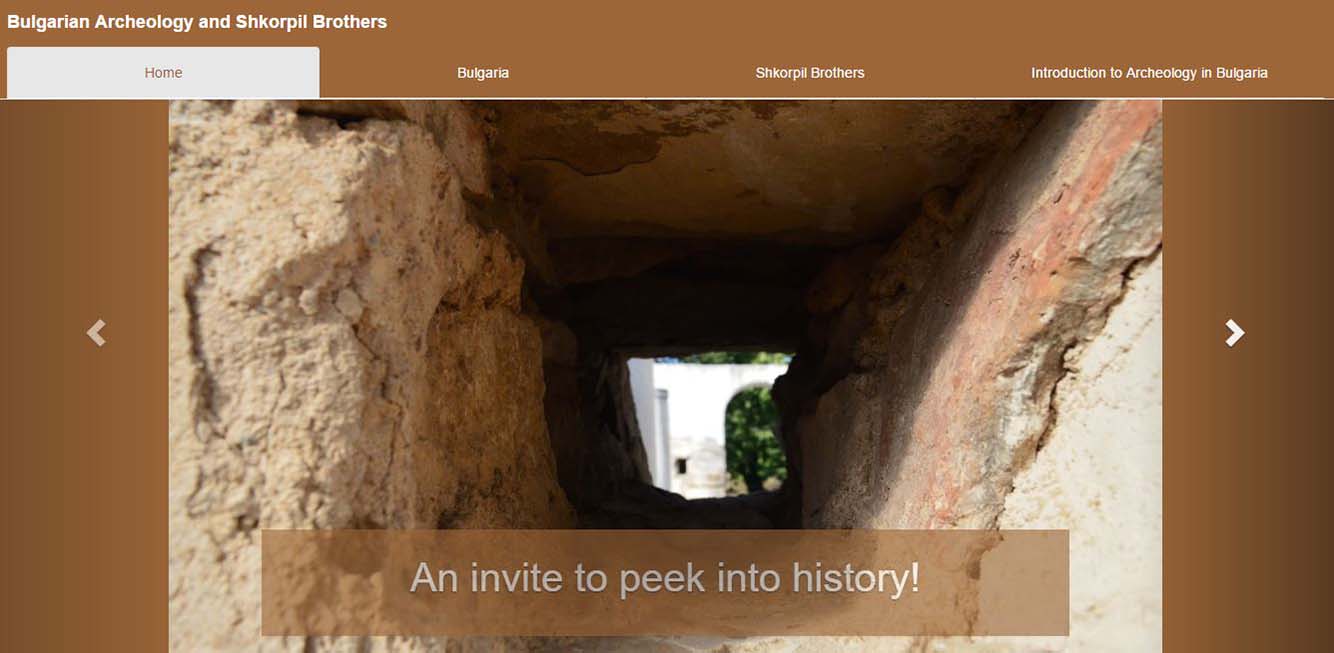 Bulgarian Archeology and Shkorpil Brothers
Home
Bulgaria
Shkorpil Brothers
Introduction to Archeology in Bulgaria
An invite to peek into history!